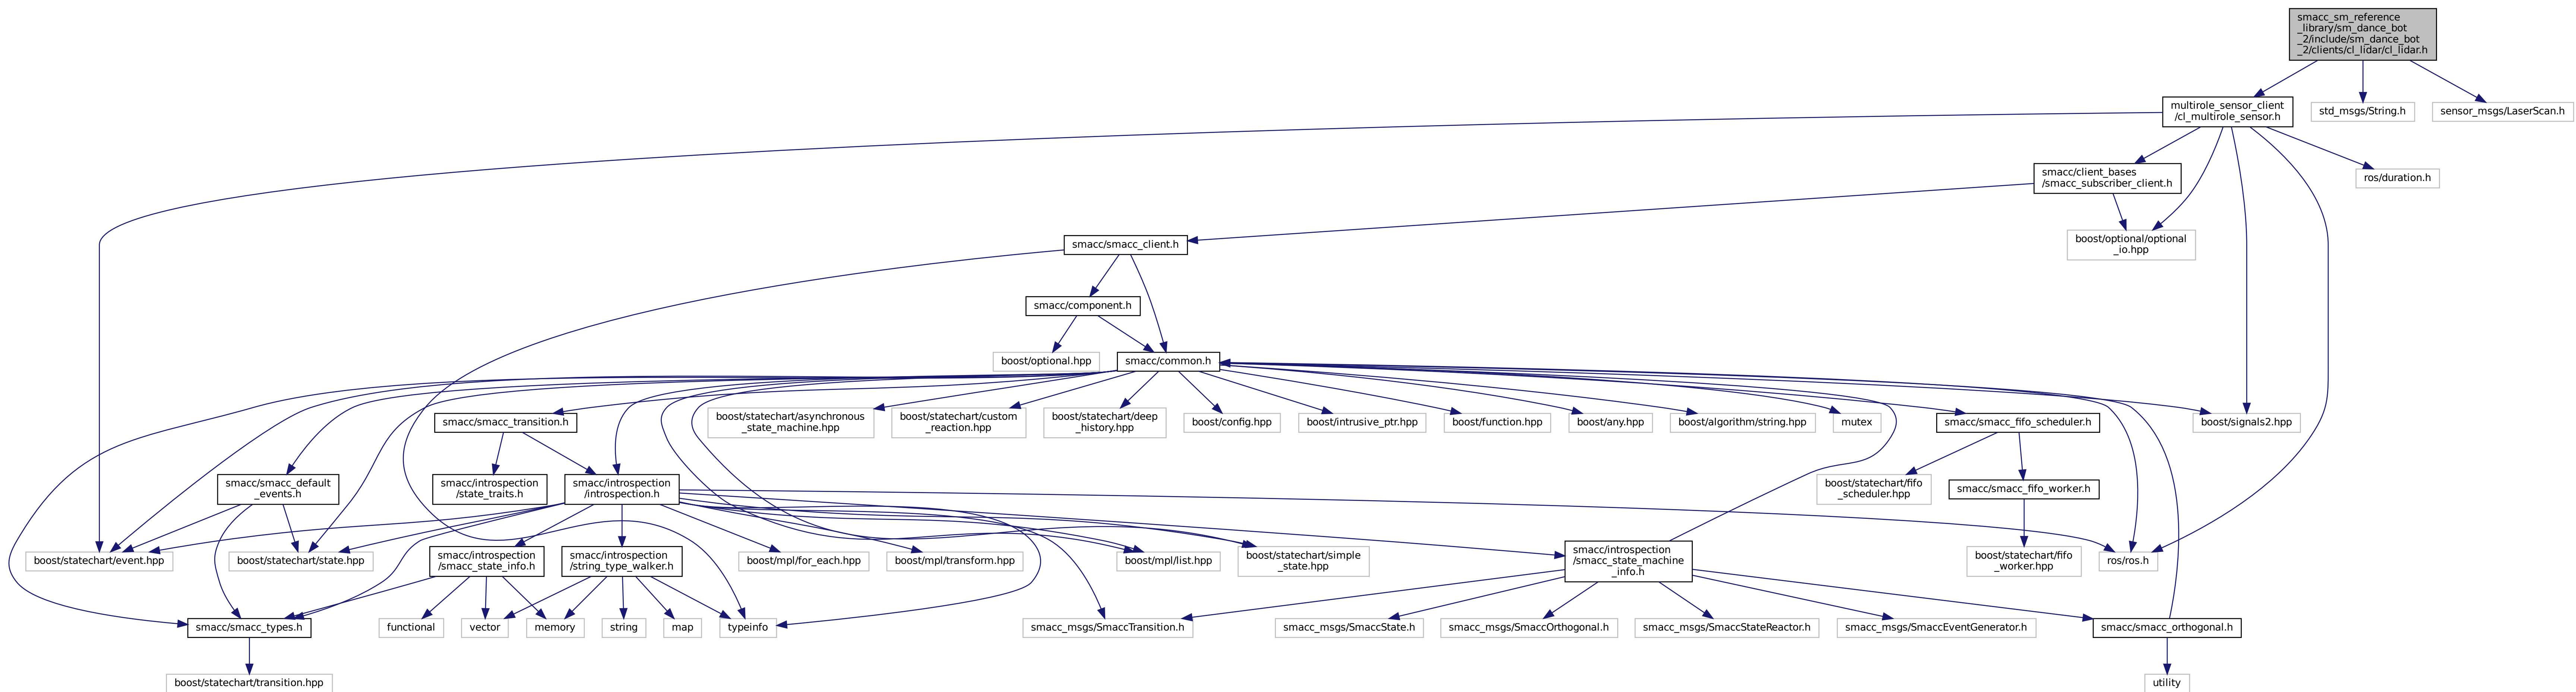 smacc_sm_reference
_library/sm_dance_bot
_2/include/sm_dance_bot
_2/clients/cl_lidar/cl_lidar.h
multirole_sensor_client
/cl_multirole_sensor.h
std_msgs/String.h
sensor_msgs/LaserScan.h
smacc/client_bases
/smacc_subscriber_client.h
ros/duration.h
smacc/smacc_client.h
boost/optional/optional
_io.hpp
smacc/component.h
boost/optional.hpp
smacc/common.h
smacc/smacc_transition.h
boost/statechart/asynchronous
_state_machine.hpp
boost/statechart/custom
_reaction.hpp
boost/statechart/deep
_history.hpp
boost/config.hpp
boost/intrusive_ptr.hpp
boost/function.hpp
boost/any.hpp
boost/algorithm/string.hpp
mutex
smacc/smacc_fifo_scheduler.h
boost/signals2.hpp
smacc/smacc_default
_events.h
smacc/introspection
/state_traits.h
smacc/introspection
/introspection.h
boost/statechart/fifo
_scheduler.hpp
smacc/smacc_fifo_worker.h
boost/statechart/event.hpp
boost/statechart/state.hpp
smacc/introspection
/smacc_state_info.h
smacc/introspection
/string_type_walker.h
boost/mpl/for_each.hpp
boost/mpl/transform.hpp
boost/mpl/list.hpp
boost/statechart/simple
_state.hpp
smacc/introspection
/smacc_state_machine
_info.h
boost/statechart/fifo
_worker.hpp
ros/ros.h
smacc/smacc_types.h
functional
vector
memory
string
map
typeinfo
smacc_msgs/SmaccTransition.h
smacc_msgs/SmaccState.h
smacc_msgs/SmaccOrthogonal.h
smacc_msgs/SmaccStateReactor.h
smacc_msgs/SmaccEventGenerator.h
smacc/smacc_orthogonal.h
boost/statechart/transition.hpp
utility